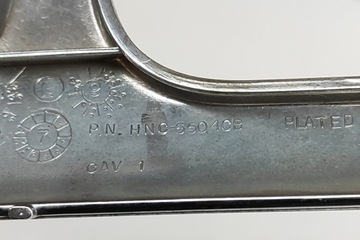 P.N. HNC-5504CB PLATED
CAV 1